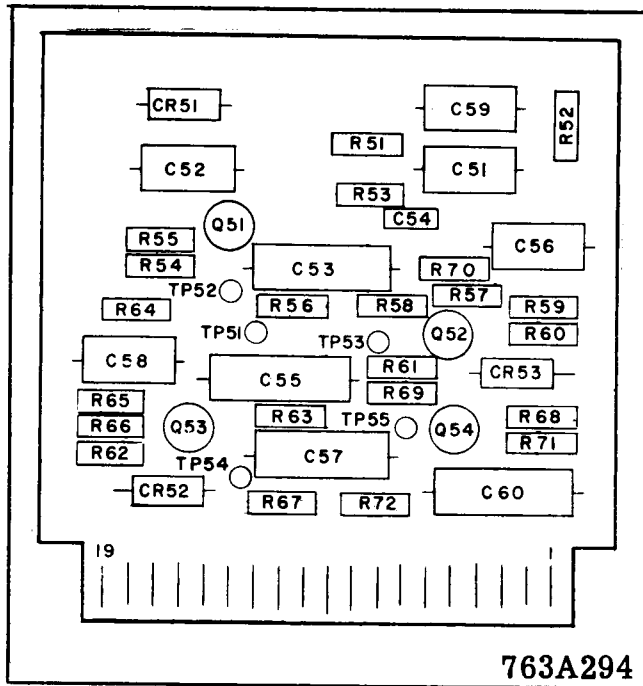 CR51
C59
R52
R51
C52
C51
R53
C54
Q51
R55
C56
R54
C53
R70
TP52
R57
R64
R56
R58
R59
TP51
TP53
Q52
R60
C58
R61
CR53
C55
R69
R65
R63
TP55
R68
R66
Q53
Q54
R62
C57
R71
TP54
CR52
C60
R67
R72
19
1
763A294